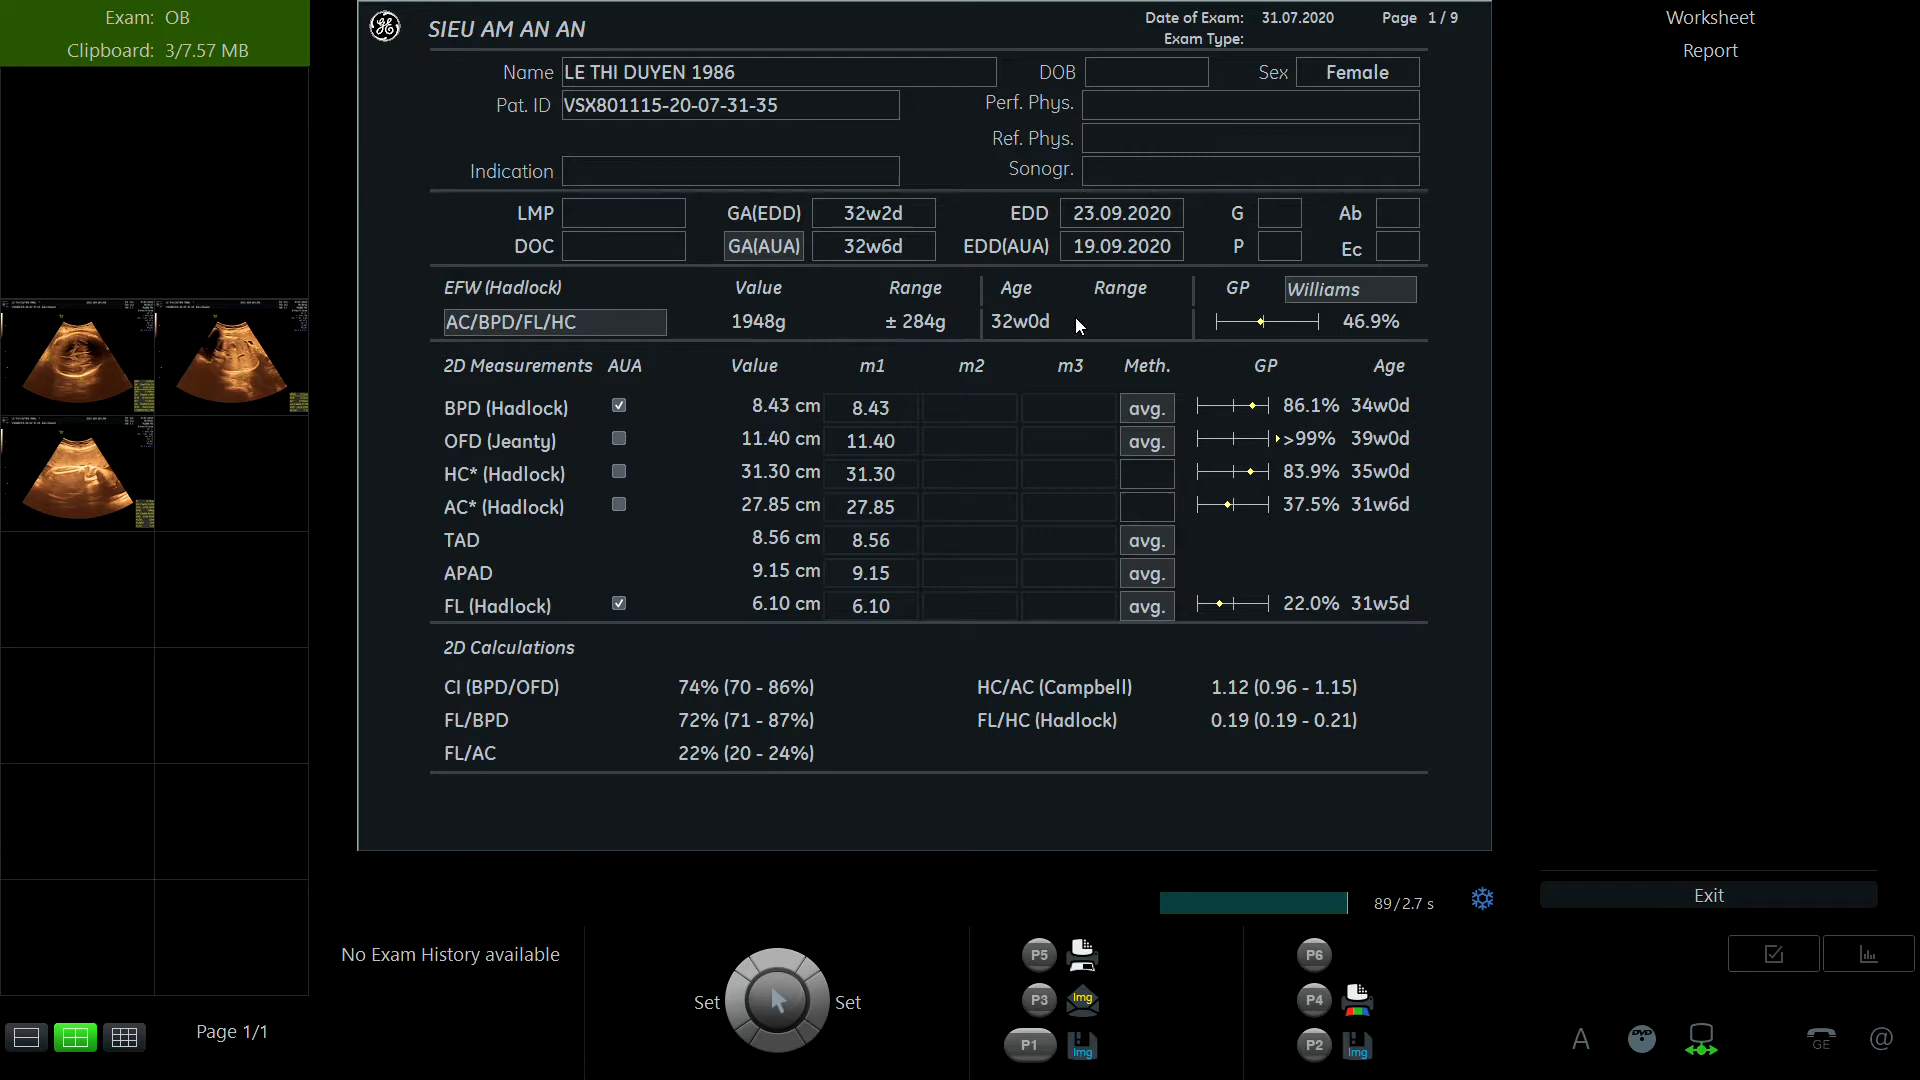 Exam: OB
Clipboard: 3/7.57 MB
SIEU AM AN AN
Date of Exam: 31.07.2020 Page 1 / 9
Exam Type:
Name LE THI DUYEN 1986 DOB Sex Female
Pat. ID VSX801115-20-07-31-35 Perf. Phys.
Ref. Phys.
Indication Sonogr.
LMP GA(EDD) 32w2d EDD 23.09.2020 G Ab
DOC GA(AUA) 32w6d EDD(AUA) 19.09.2020 P Ec
EFW (Hadlock) Value Range Age Range GP Williams
AC/BPD/FL/HC 1948g ± 284g 32w0d 46.9%
2D Measurements AUA Value m1 m2 m3 Meth. GP Age
BPD (Hadlock) 8.43 cm 8.43 avg. 86.1% 34w0d
OFD (Jeanty) 11.40 cm 11.40 avg. >99% 39w0d
HC* (Hadlock) 31.30 cm 31.30 83.9% 35w0d
AC* (Hadlock) 27.85 cm 27.85 37.5% 31w6d
TAD 8.56 cm 8.56 avg.
APAD 9.15 cm 9.15 avg.
FL (Hadlock) 6.10 cm 6.10 avg. 22.0% 31w5d
2D Calculations
CI (BPD/OFD) 74% (70 - 86%) HC/AC (Campbell) 1.12 (0.96 - 1.15)
FL/BPD 72% (71 - 87%) FL/HC (Hadlock) 0.19 (0.19 - 0.21)
FL/AC 22% (20 - 24%)
Worksheet
Report
89/2.7 s
Exit
No Exam History available
Set Set
P5 P6
P3 Img P4
P1 Img P2 Img
Page 1/1
A DVD GE @